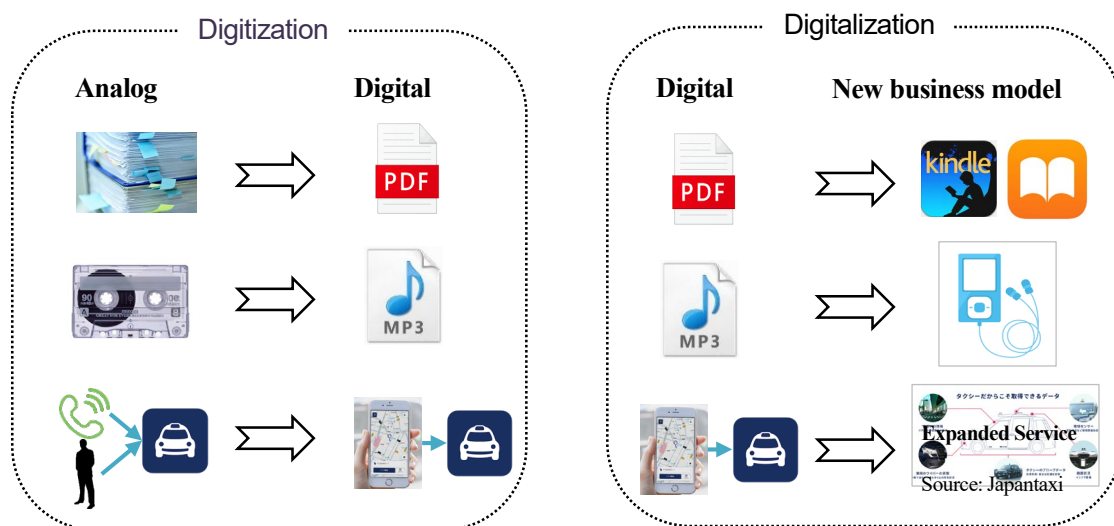 Digitization
Digitalization
Analog
Digital
Digital
New business model
PDF
PDF
kindle
90
A
B
MP3
MP3
タクシーだからこそ取得できるデータ
Expanded Service
Source: Japantaxi